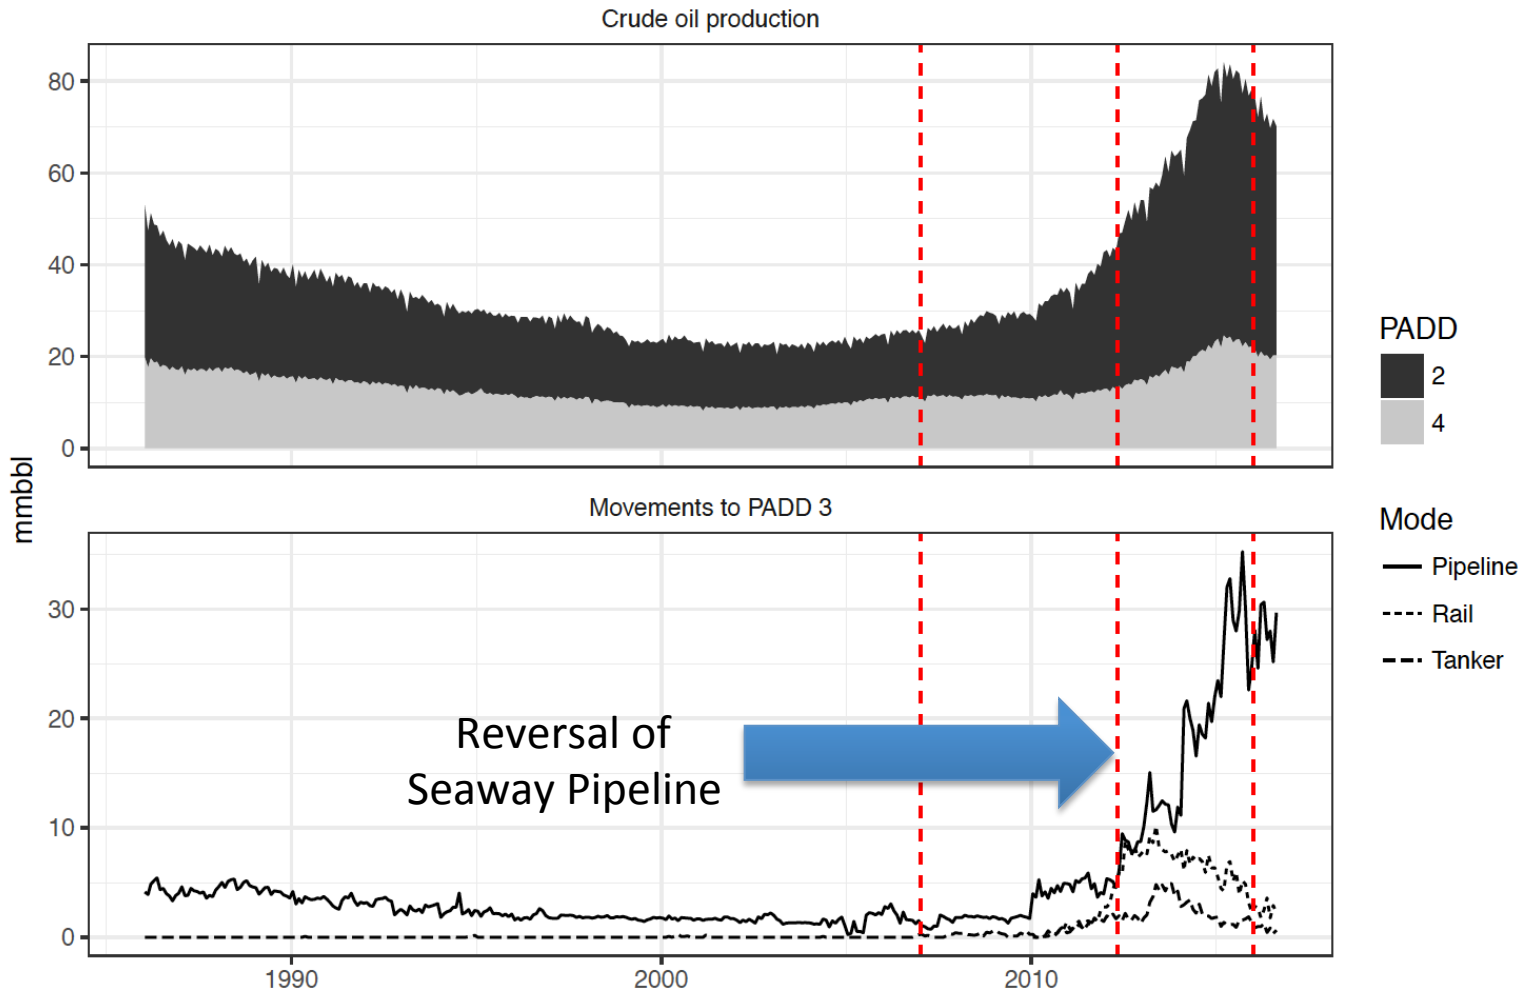 Crude oil production
80
60
40
20
0
mmbbl
Movements to PADD 3
30
20
10
0
Reversal of
Seaway Pipeline
1990
2000
2010
PADD
2
4
Mode
Pipeline
Rail
Tanker